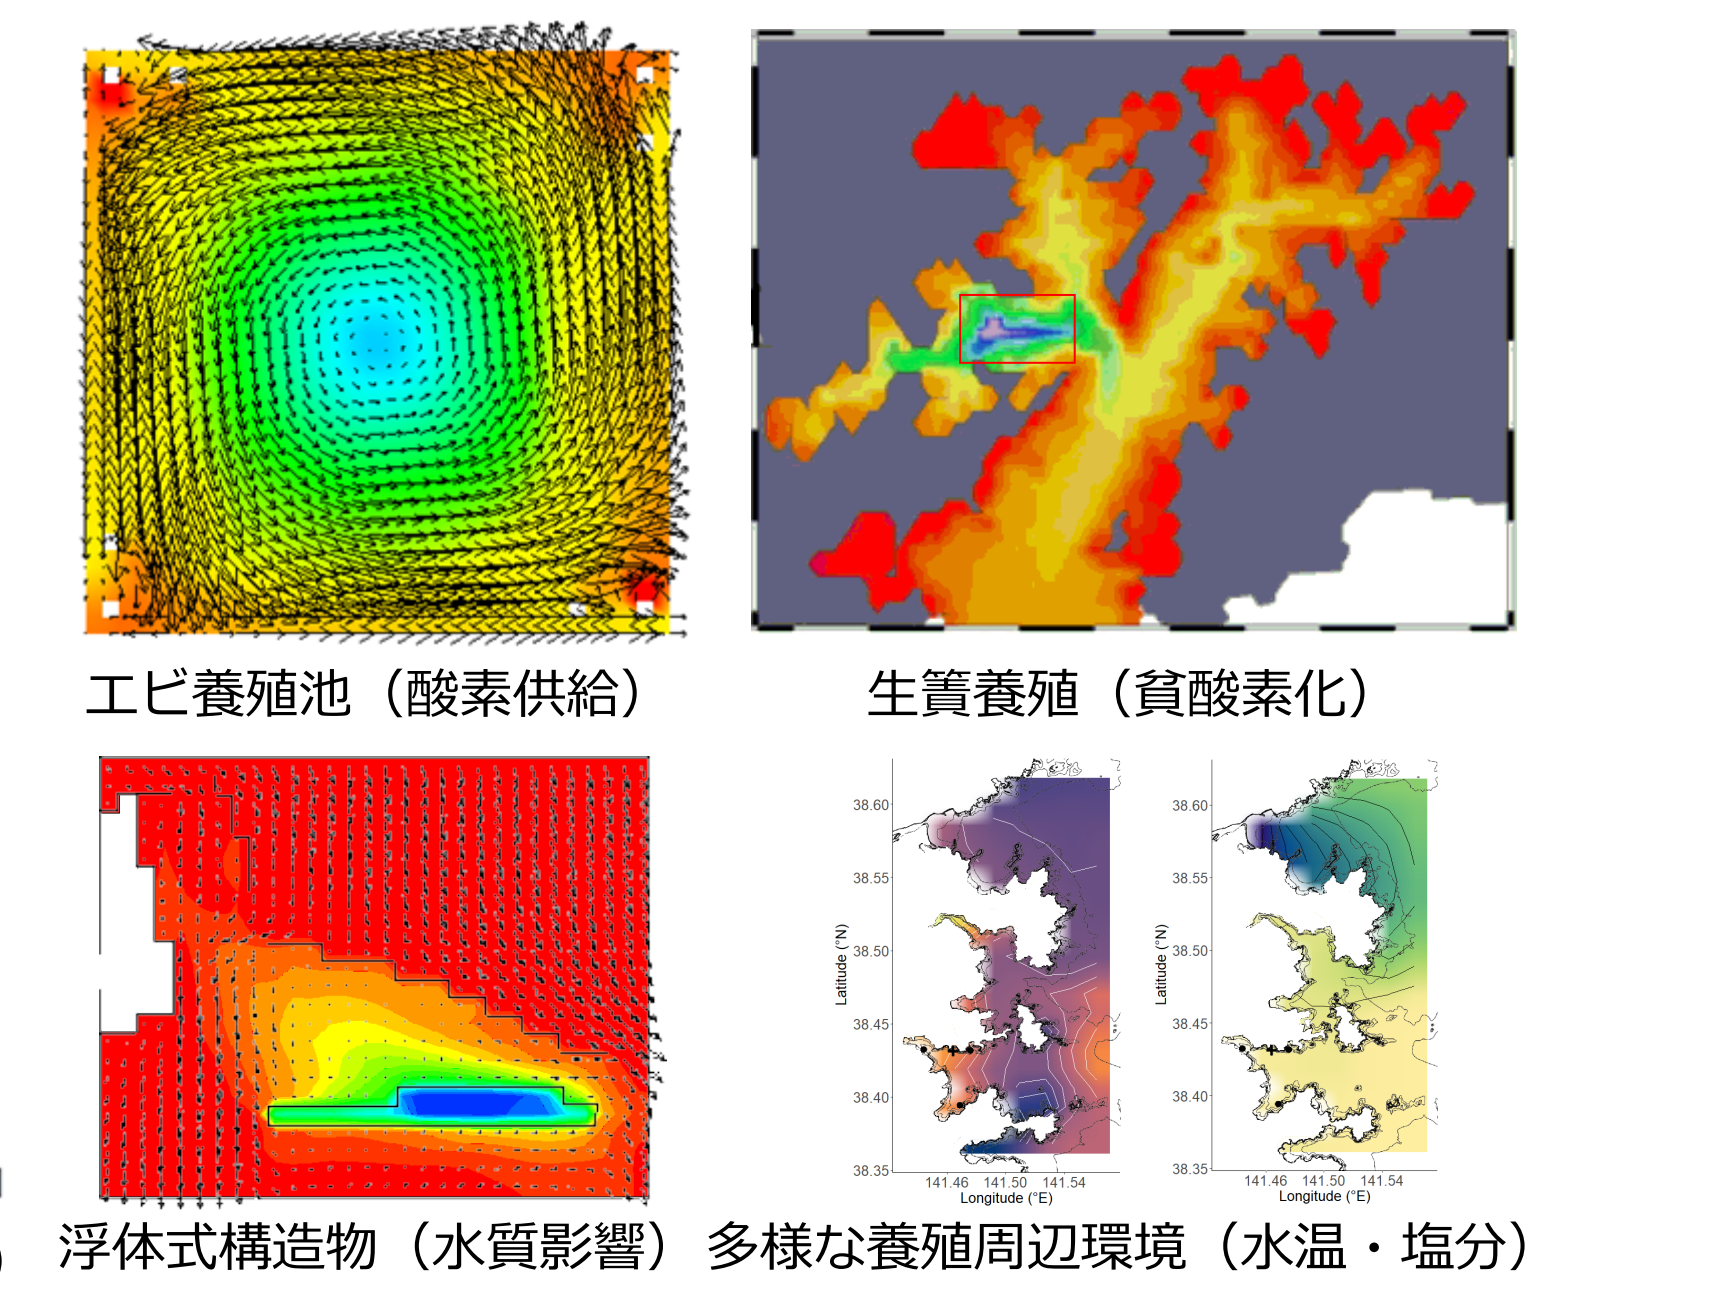 エビ養殖池（酸素供給）
生簀養殖（貧酸素化）
38.60
38.55
38.50
38.45
38.40
38.35
Latitude (°N)
141.46 141.50 141.54
Longitude (°E)
38.60
38.55
38.50
38.45
38.40
38.35
Latitude (°N)
141.46 141.50 141.54
Longitude (°E)
浮体式構造物（水質影響）
多様な養殖周辺環境（水温・塩分）